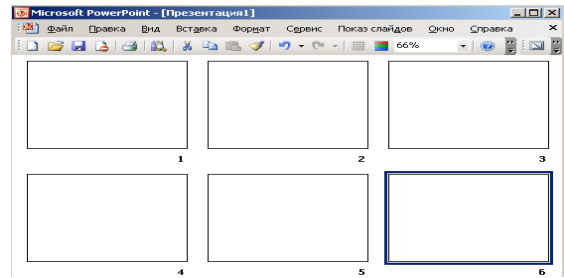 Microsoft PowerPoint - [Презентация1]
Файл Правка Вид Вставка Формат Сервис Показ слайдов Окно Справка
66%
1 2 3
4 5 6